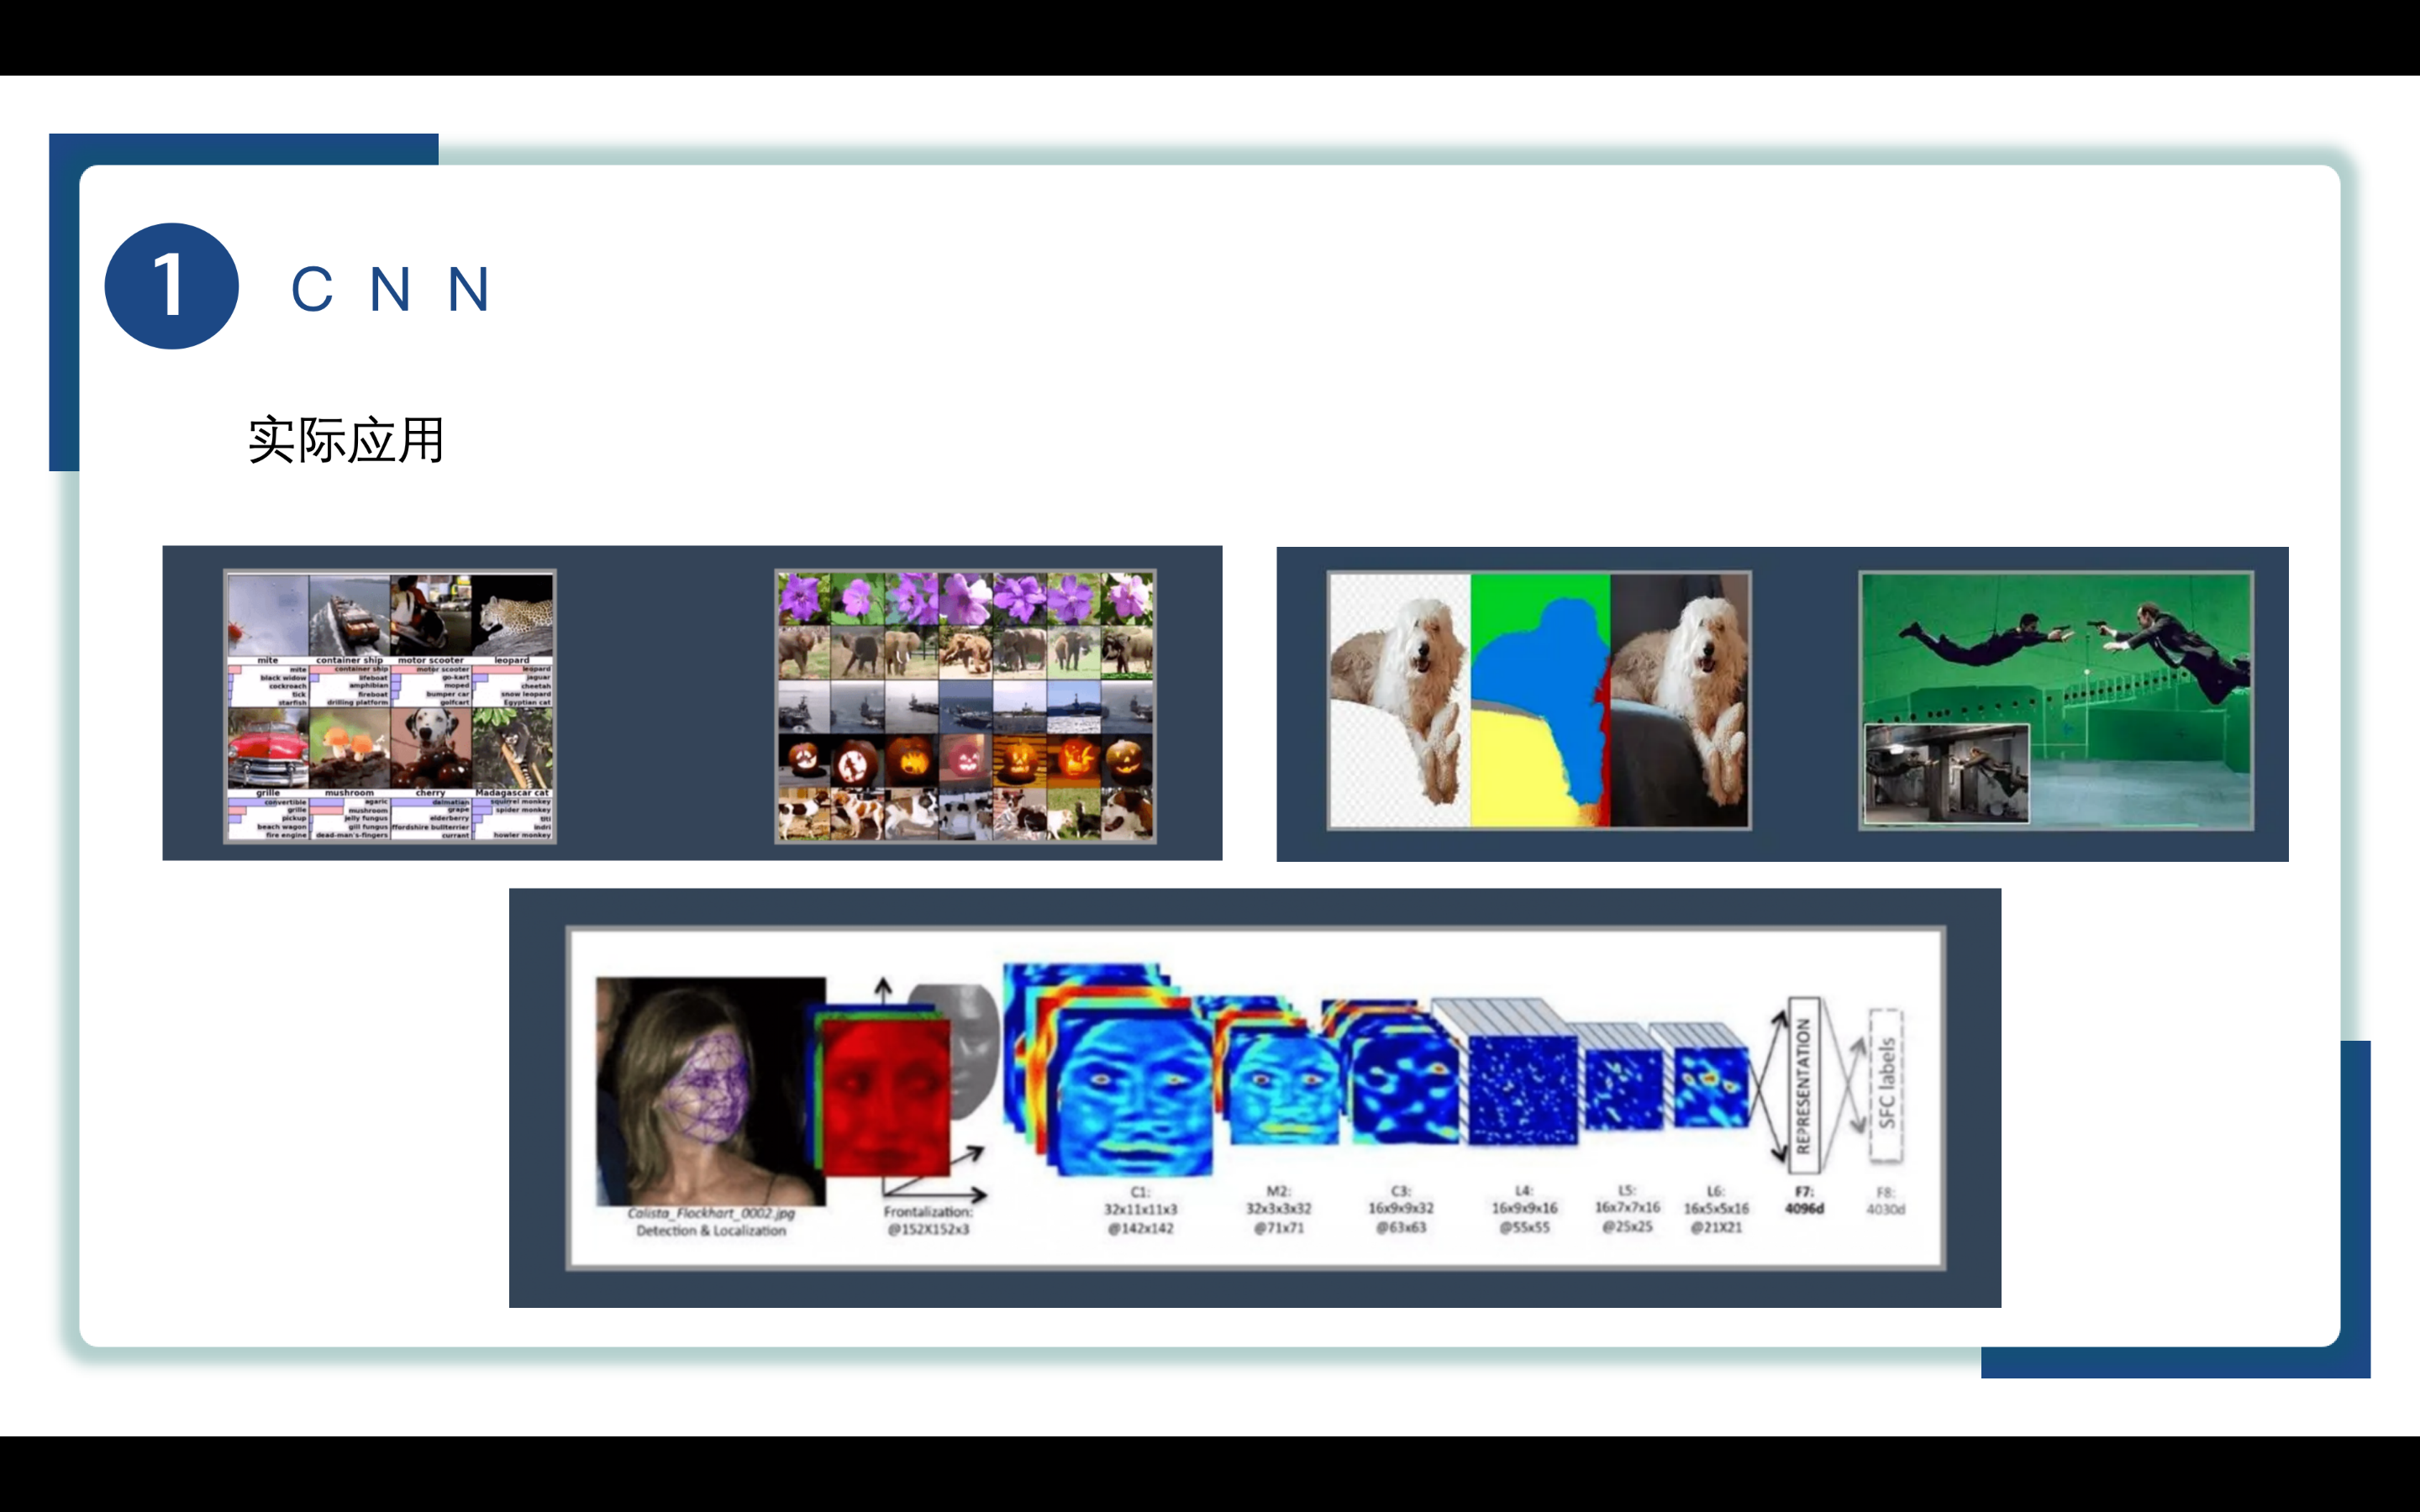 1
C N N
实际应用
mite
container ship
motor scooter
leopard
mite
black widow
cockroach
tick
starfish
container ship
lifeboat
amphibian
fireboat
drilling platform
motor scooter
go-kart
moped
bumper car
golfcart
leopard
jaguar
cheetah
snow leopard
Egyptian cat
grille
mushroom
cherry
Madagascar cat
convertible
grille
pickup
beach wagon
fire engine
agaric
mushroom
jelly fungus
gill fungus
dead-man's-fingers
dalmatian
grape
elderberry
ffordshire bullterrier
currant
squirrel monkey
spider monkey
titi
indri
howler monkey
Calista_Flockhart_0002.jpg
Detection & Localization
Frontalization:
@152X152x3
C1:
32x11x11x3
@142x142
M2:
32x3x3x32
@71x71
C3:
16x9x9x32
@63x63
L4:
16x9x9x16
@55x55
L5:
16x7x7x16
@25x25
L6:
16x5x5x16
@21X21
REPRESENTATION
F7:
4096d
SFC labels
F8:
4030d